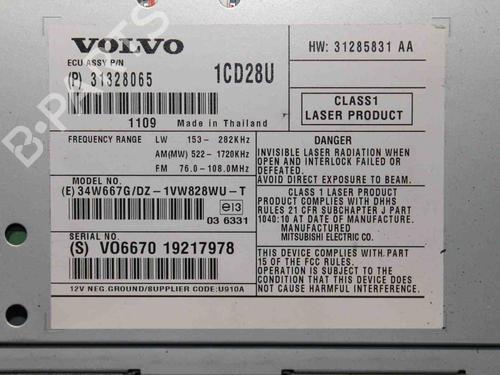 VOLVO
HW: 31285831 AA
ECU ASSY P/N
(P) 31328065
1CD28U
CLASS1
LASER PRODUCT
1109 Made in Thailand
FREQUENCY RANGE LW 153- 282KHz
AM(MW) 522- 1720KHz
FM 76.0- 108.0MHz
DANGER
INVISIBLE LASER RADIATION WHEN
OPEN AND INTERLOCK FAILED OR
DEFEATED.
AVOID DIRECT EXPOSURE TO BEAM.
MODEL NO.
(E) 34W667G/DZ-1VW828WU-T
e13
03 6331
CLASS 1 LASER PRODUCT
PRODUCT COMPLIES WITH DHHS
RULES 21 CFR SUBCHAPTER J PART
1040:10 AT DATE OF MANUFACTURE.
MANUFACTURED
MITSUBISHI ELECTRIC CO.
SERIAL NO.
(S) VO6670 19217978
THIS DEVICE COMPLIES WITH PART
15 OF THE FCC RULES.
OPERATION IS SUBJECT TO THE
CONDITION THAT THIS DEVICE DOES
NOT CAUSE HARMFUL INTERFERENCE.
12V NEG.GROUND/SUPPLIER CODE:U910A
B-PARTS